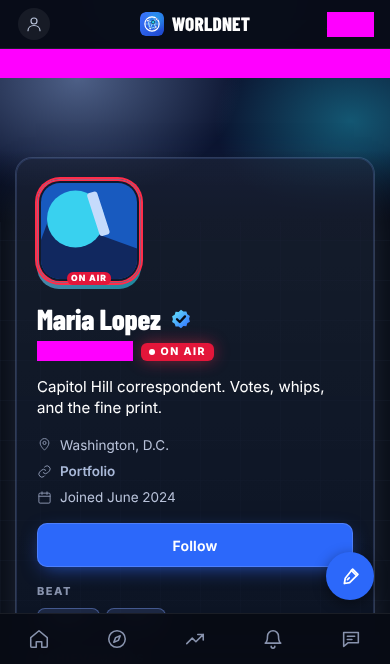 WORLDNET
ON AIR
Maria Lopez
ON AIR
Capitol Hill correspondent. Votes, whips,
and the fine print.
Washington, D.C.
Portfolio
Joined June 2024
Follow
BEAT